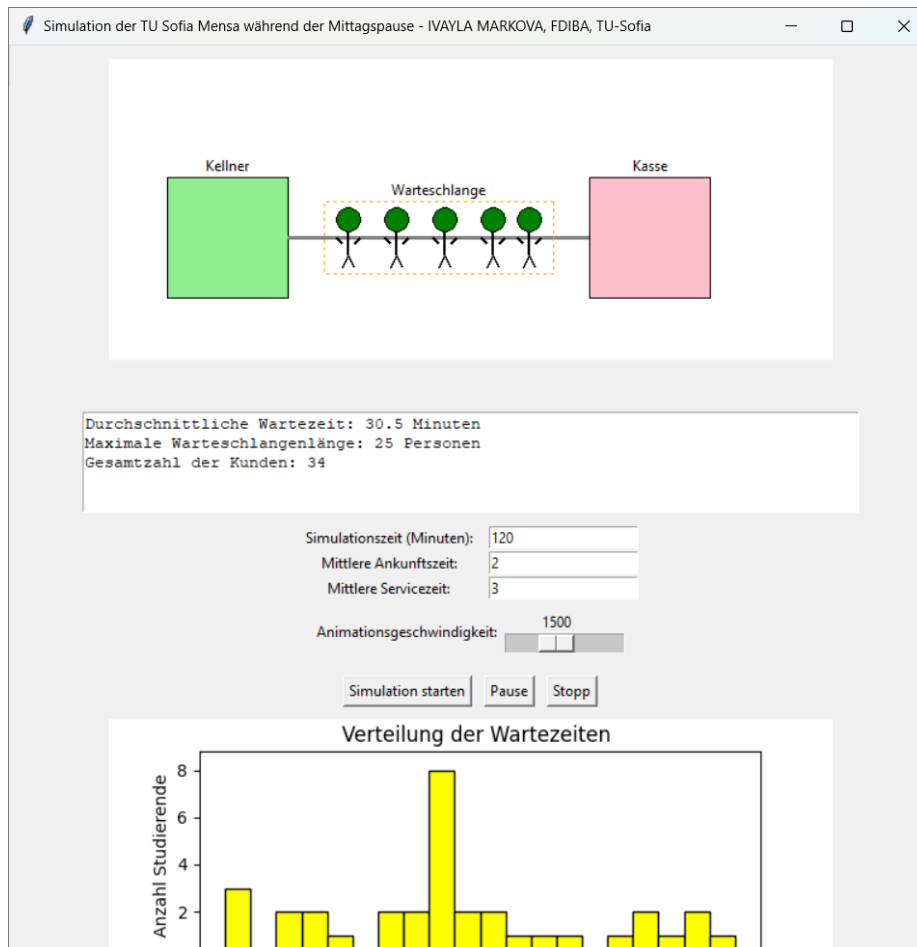 Simulation der TU Sofia Mensa während der Mittagspause - IVAYLA MARKOVA, FDIBA, TU-Sofia
Kellner
Kasse
Warteschlange
Durchschnittliche Wartezeit: 30.5 Minuten
Maximale Warteschlangenlänge: 25 Personen
Gesamtzahl der Kunden: 34
Simulationszeit (Minuten): 120
Mittlere Ankunftszeit: 2
Mittlere Servicezeit: 3
1500
Animationsgeschwindigkeit:
Simulation starten Pause Stopp
Verteilung der Wartezeiten
Anzahl Studierende
8
6
4
2